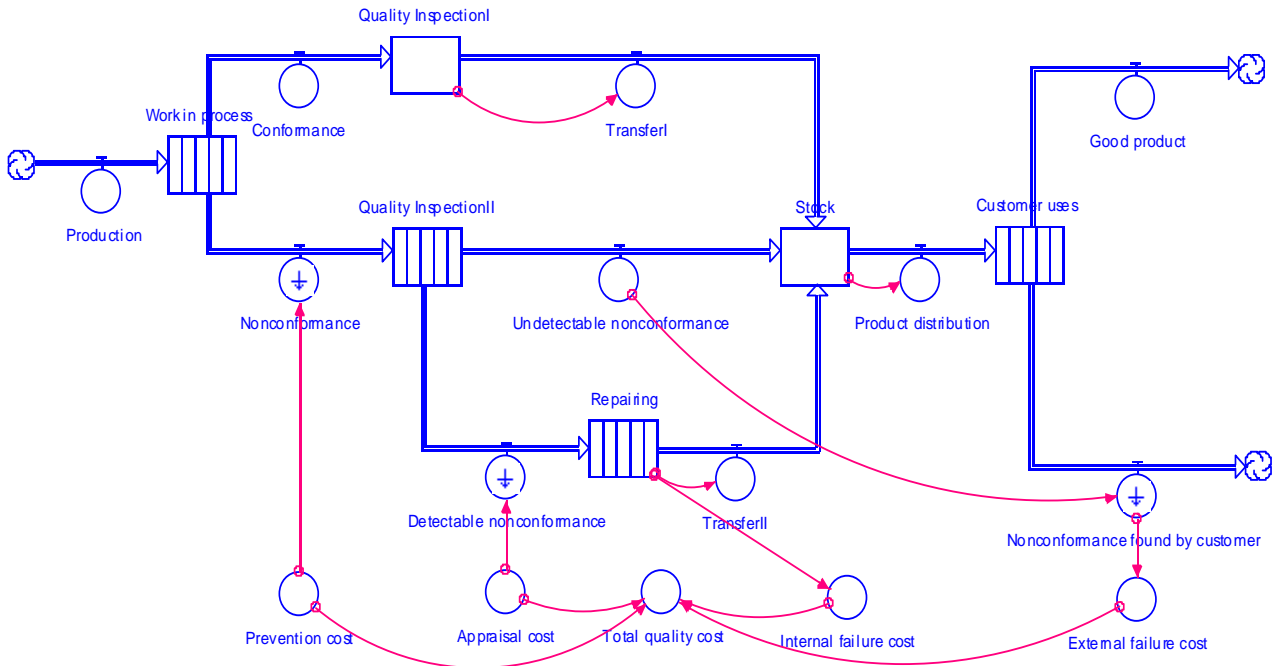 Quality InspectionI
Work in process
Conformance
TransferI
Good product
Production
Quality InspectionII
Stock
Customer uses
Nonconformance
Undetectable nonconformance
Product distribution
Repairing
Detectable nonconformance
TransferII
Nonconformance found by customer
Prevention cost
Appraisal cost
Total quality cost
Internal failure cost
External failure cost